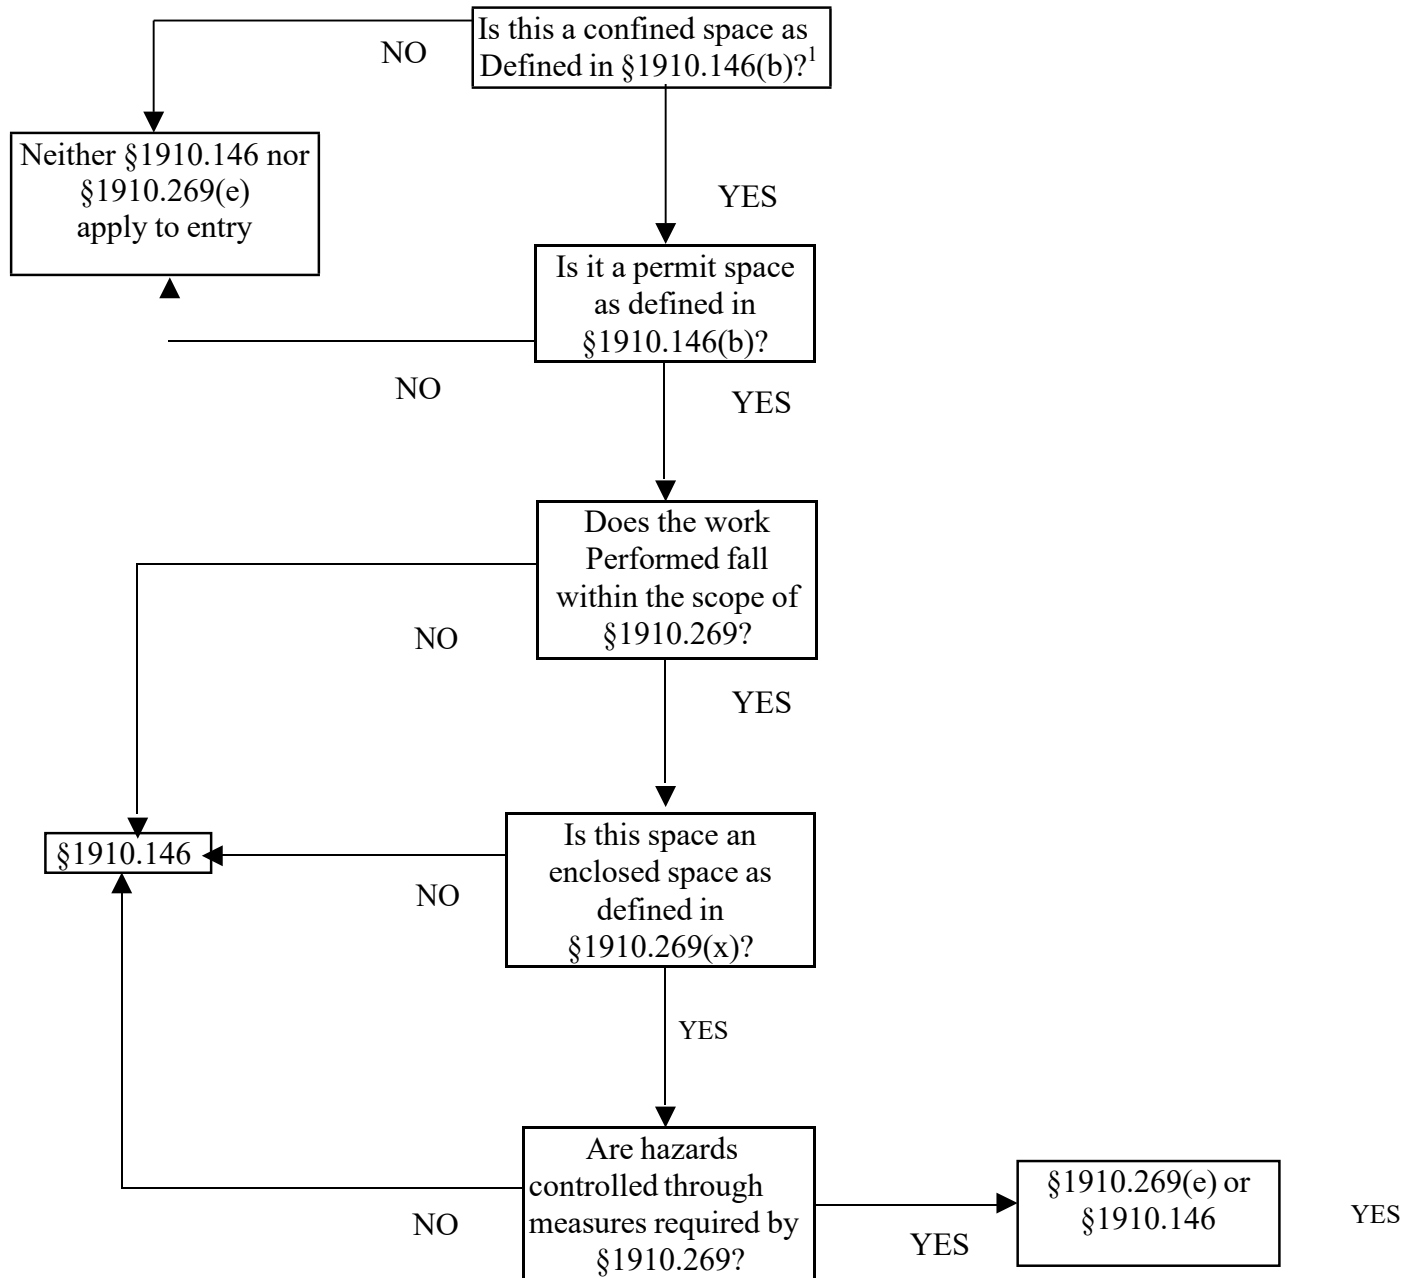 Is this a confined space as
Defined in §1910.146(b)?1
NO
Neither §1910.146 nor
§1910.269(e)
apply to entry
YES
Is it a permit space
as defined in
§1910.146(b)?
NO
YES
Does the work
Performed fall
within the scope of
§1910.269?
NO
YES
Is this space an
enclosed space as
defined in
§1910.269(x)?
§1910.146
NO
YES
Are hazards
controlled through
measures required by
§1910.269?
NO
YES
§1910.269(e) or
§1910.146
YES